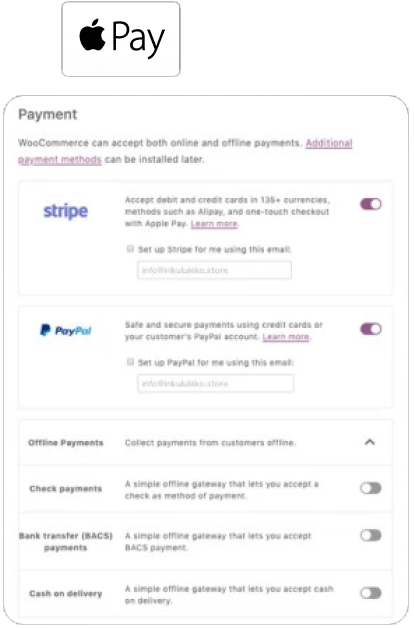 Pay
Payment
WooCommerce can accept both online and offline payments. Additional
payment methods can be installed later.
stripe
Accept debit and credit cards in 135+ currencies,
methods such as Alipay, and one-touch checkout
with Apple Pay. Learn more.
Set up Stripe for me using this email:
PayPal
Safe and secure payments using credit cards or
your customer's PayPal account. Learn more.
Set up PayPal for me using this email:
Offline Payments
Collect payments from customers offline.
Check payments
A simple offline gateway that lets you accept a
check as method of payment.
Bank transfer (BACS)
payments
A simple offline gateway that lets you accept
BACS payment.
Cash on delivery
A simple offline gateway that lets you accept cash
on delivery.